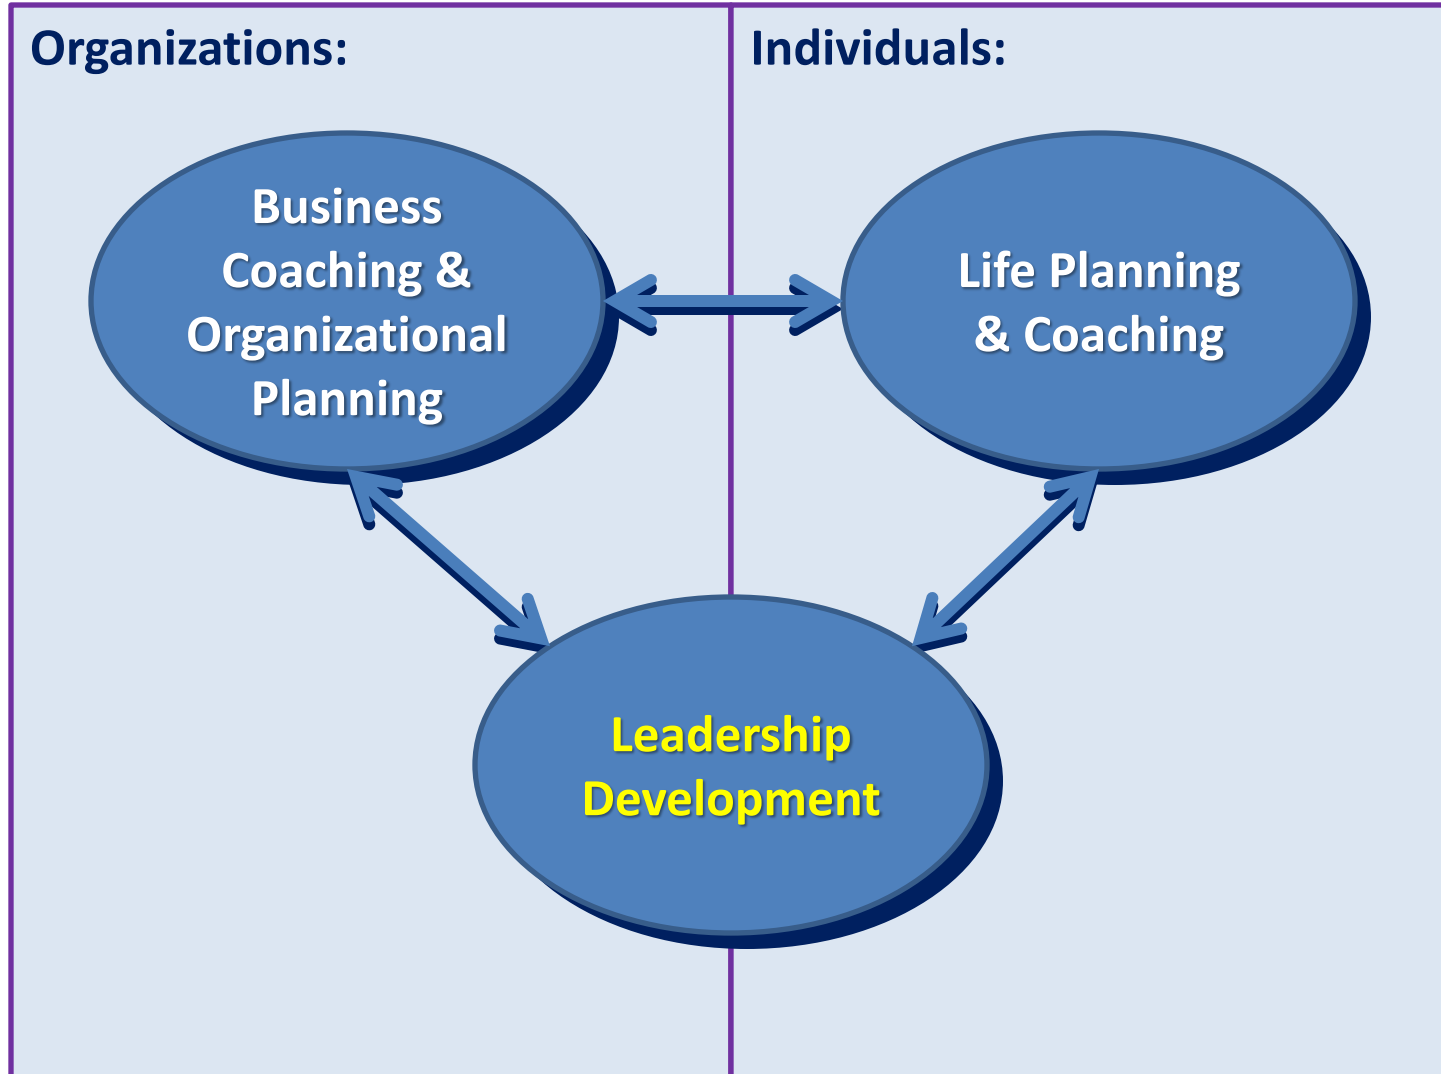 Organizations:
Individuals:
Business
Coaching &
Organizational
Planning
Life Planning
& Coaching
Leadership
Development